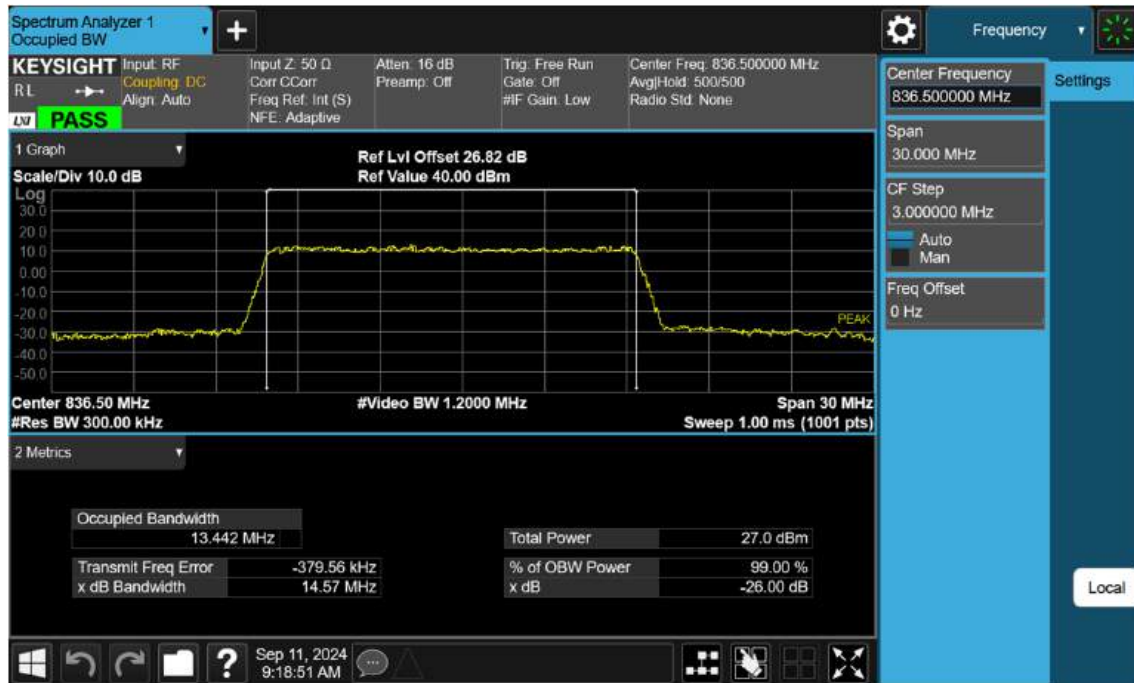 Spectrum Analyzer 1
Occupied BW
Frequency
KEYSIGHT
RL
LXI PASS
Input: RF
Coupling: DC
Align: Auto
Input Z: 50 Ω
Corr CCorr
Freq Ref: Int (S)
NFE: Adaptive
Atten: 16 dB
Preamp: Off
Trig: Free Run
Gate: Off
#IF Gain: Low
Center Freq: 836.500000 MHz
Avg|Hold: 500/500
Radio Std: None
Center Frequency
836.500000 MHz
Settings
Span
30.000 MHz
CF Step
3.000000 MHz
Auto
Man
Freq Offset
0 Hz
Local
1 Graph
Scale/Div 10.0 dB
Ref Lvl Offset 26.82 dB
Ref Value 40.00 dBm
Log
30.0
20.0
10.0
0.00
-10.0
-20.0
-30.0
-40.0
-50.0
PEAK
Center 836.50 MHz
#Video BW 1.2000 MHz
Span 30 MHz
#Res BW 300.00 kHz
Sweep 1.00 ms (1001 pts)
2 Metrics
Occupied Bandwidth
13.442 MHz
Total Power 27.0 dBm
Transmit Freq Error -379.56 kHz
% of OBW Power 99.00 %
x dB Bandwidth 14.57 MHz
x dB -26.00 dB
?
Sep 11, 2024
9:18:51 AM